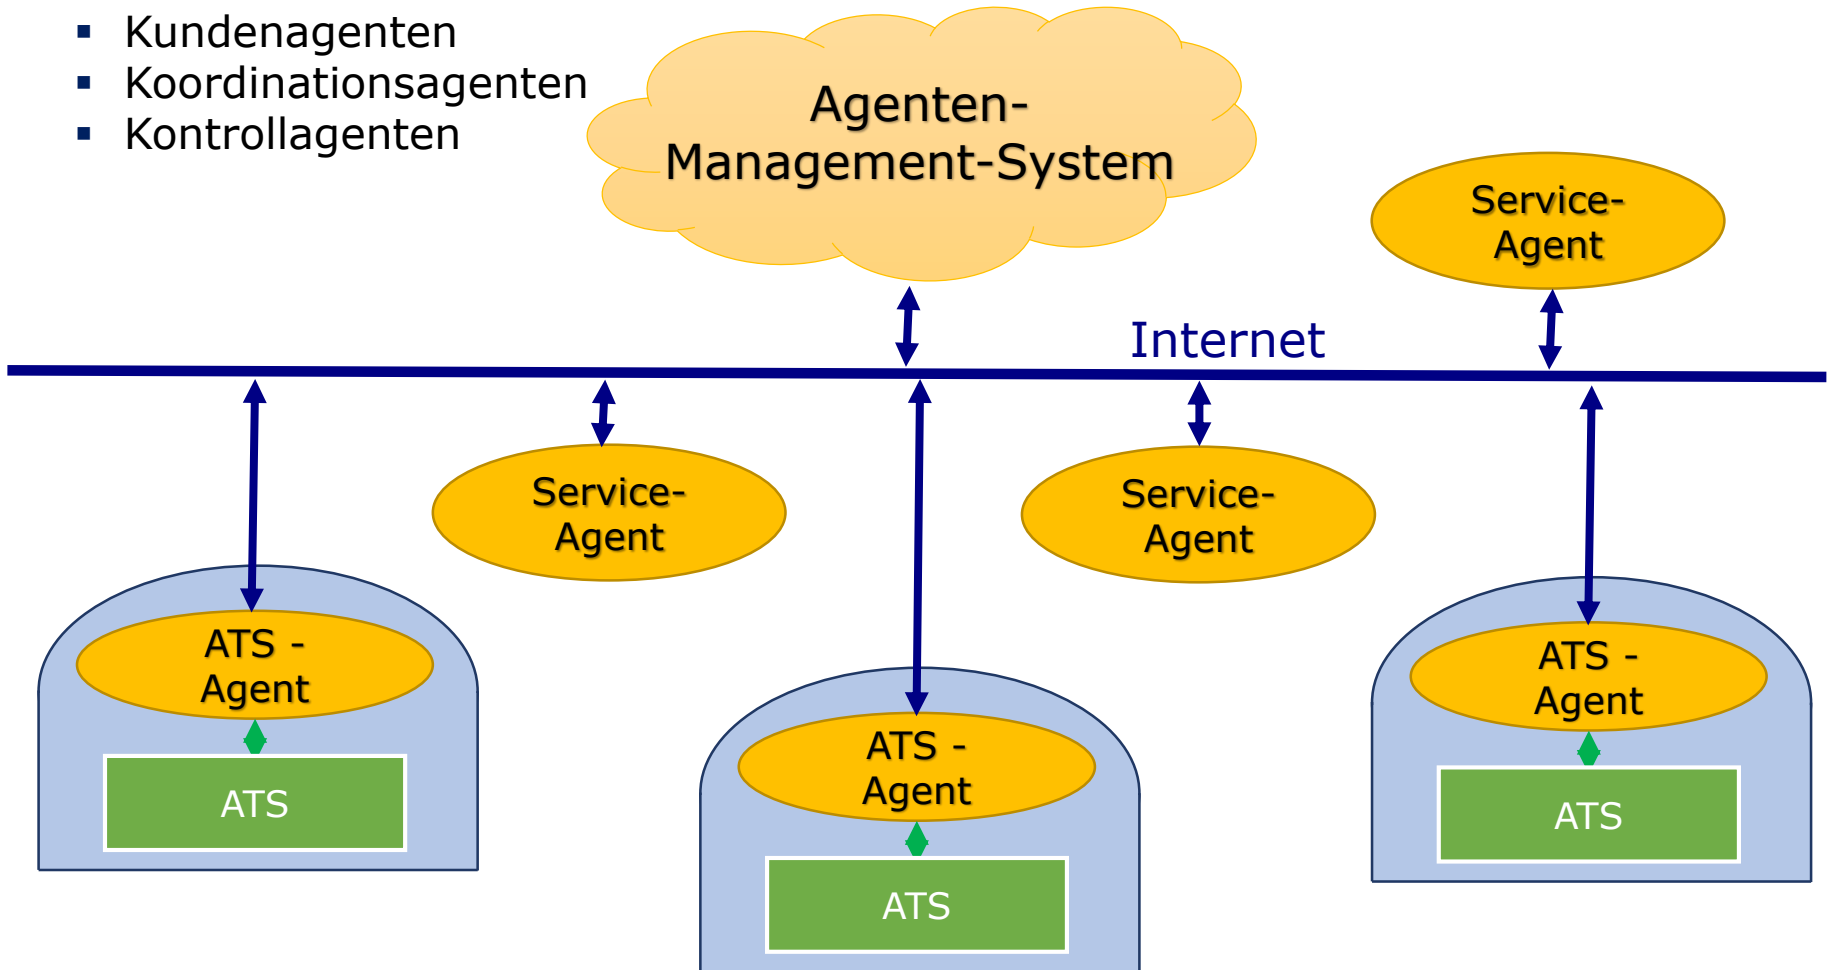 Kundenagenten
Koordinationsagenten
Kontrollagenten
Agenten-
Management-System
Service-
Agent
Internet
Service-
Agent
Service-
Agent
ATS -
Agent
ATS
ATS -
Agent
ATS
ATS -
Agent
ATS